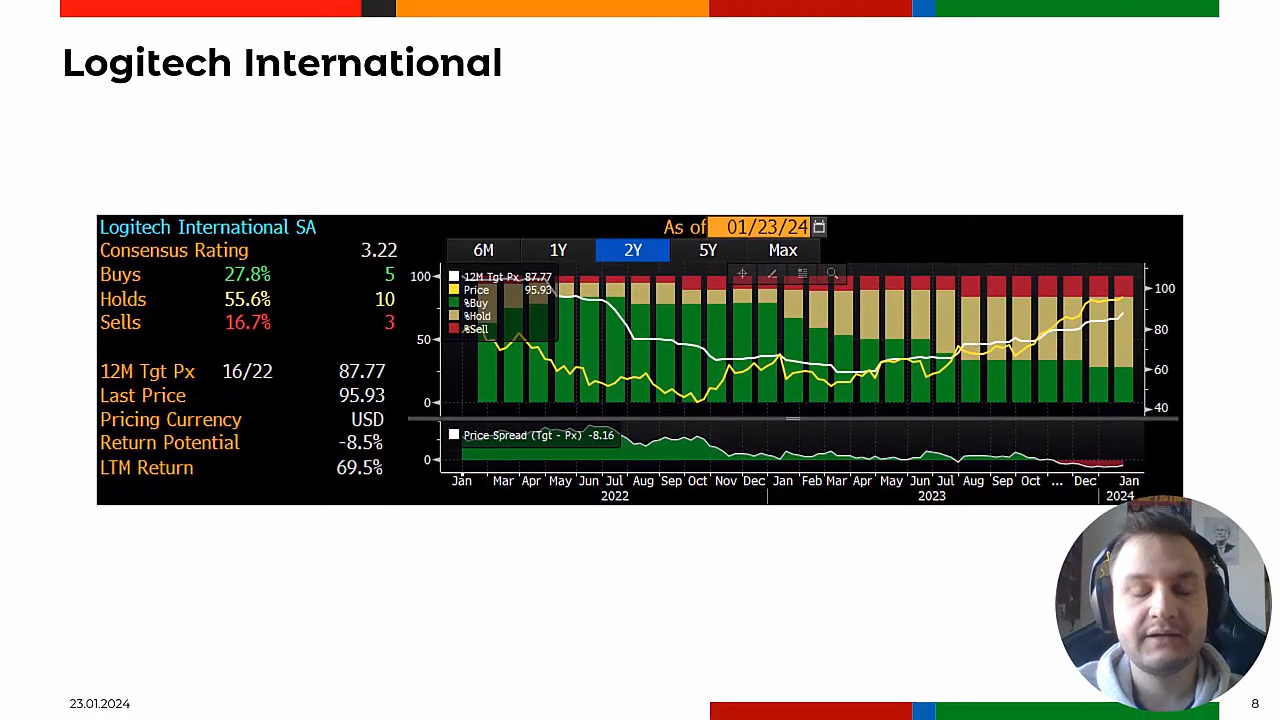 Logitech International
Logitech International SA
As of 01/23/24
Consensus Rating 3.22
6M 1Y 2Y 5Y Max
Buys 27.8% 5
Holds 55.6% 10
Sells 16.7% 3
12M Tgt Px 16/22 87.77
Last Price 95.93
Pricing Currency USD
Return Potential -8.5%
LTM Return 69.5%
100
50
0
12M Tgt Px 87.77
Price 95.93
%Buy
%Hold
%Sell
100
80
60
40
Price Spread (Tgt - Px) -8.16
0
Jan Mar Apr May Jun Jul Aug Sep Oct Nov Dec Jan Feb Mar Apr May Jun Jul Aug Sep Oct ... Dec Jan
2022 2023 2024
23.01.2024
8